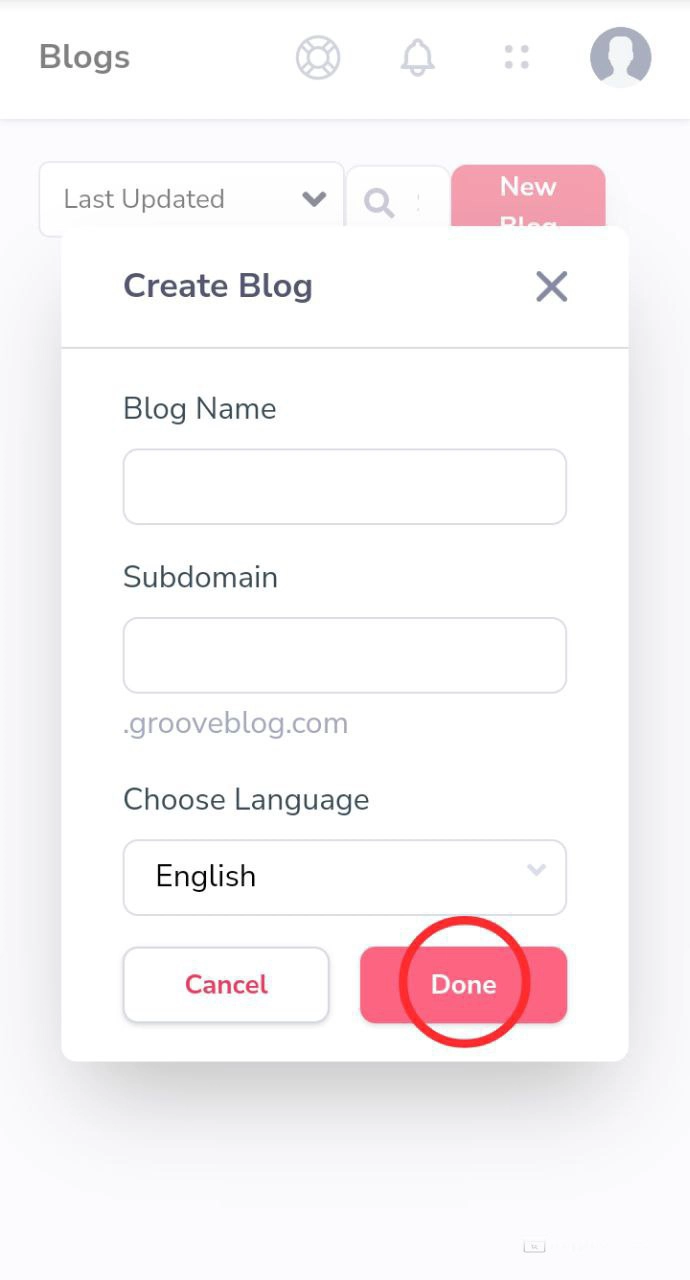 Blogs
Last Updated
New
Blog
Create Blog
Blog Name
Subdomain
.grooveblog.com
Choose Language
English
Cancel
Done